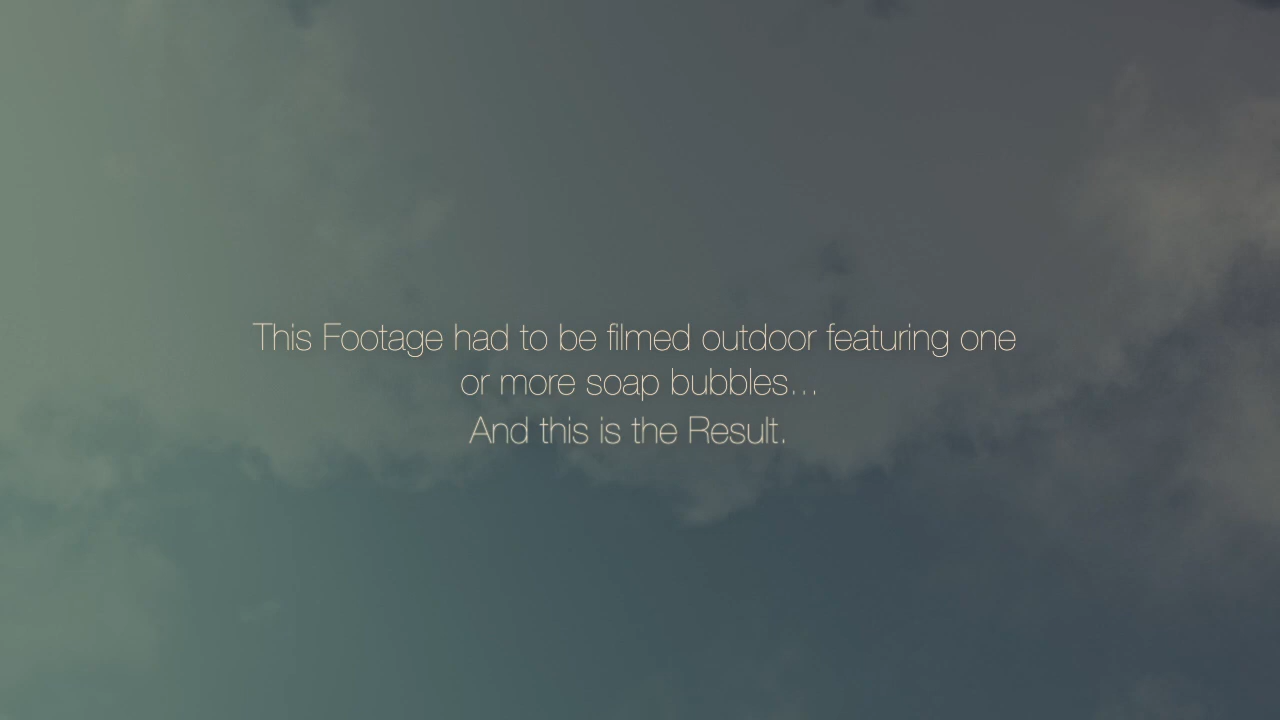 This Footage had to be filmed outdoor featuring one
or more soap bubbles...
And this is the Result.